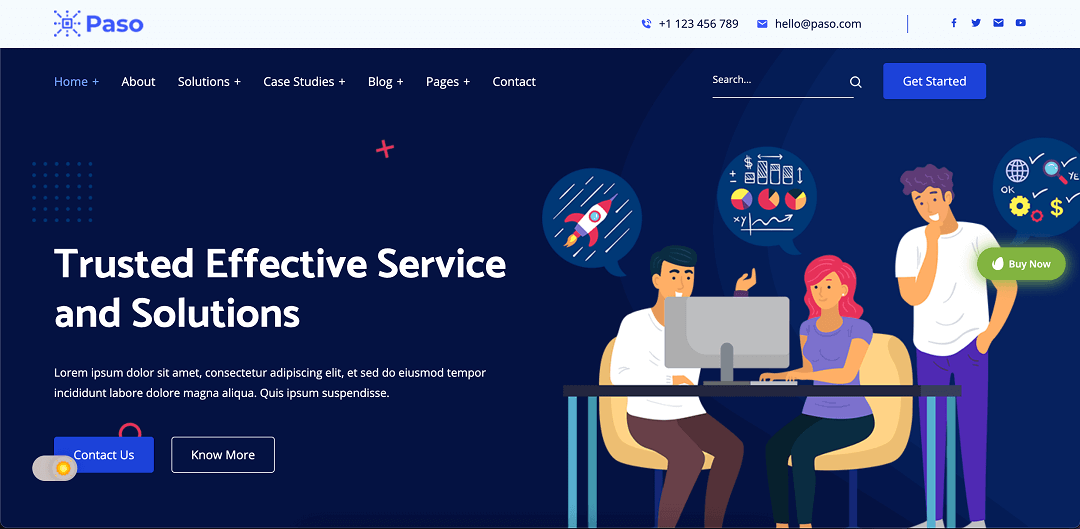 Paso
+1 123 456 789
hello@paso.com
Home +
About
Solutions +
Case Studies +
Blog +
Pages +
Contact
Search...
Get Started
$
+
xy
OK
YE
$
Trusted Effective Service
and Solutions
Buy Now
Lorem ipsum dolor sit amet, consectetur adipiscing elit, et sed do eiusmod tempor
incididunt labore dolore magna aliqua. Quis ipsum suspendisse.
Contact Us
Know More